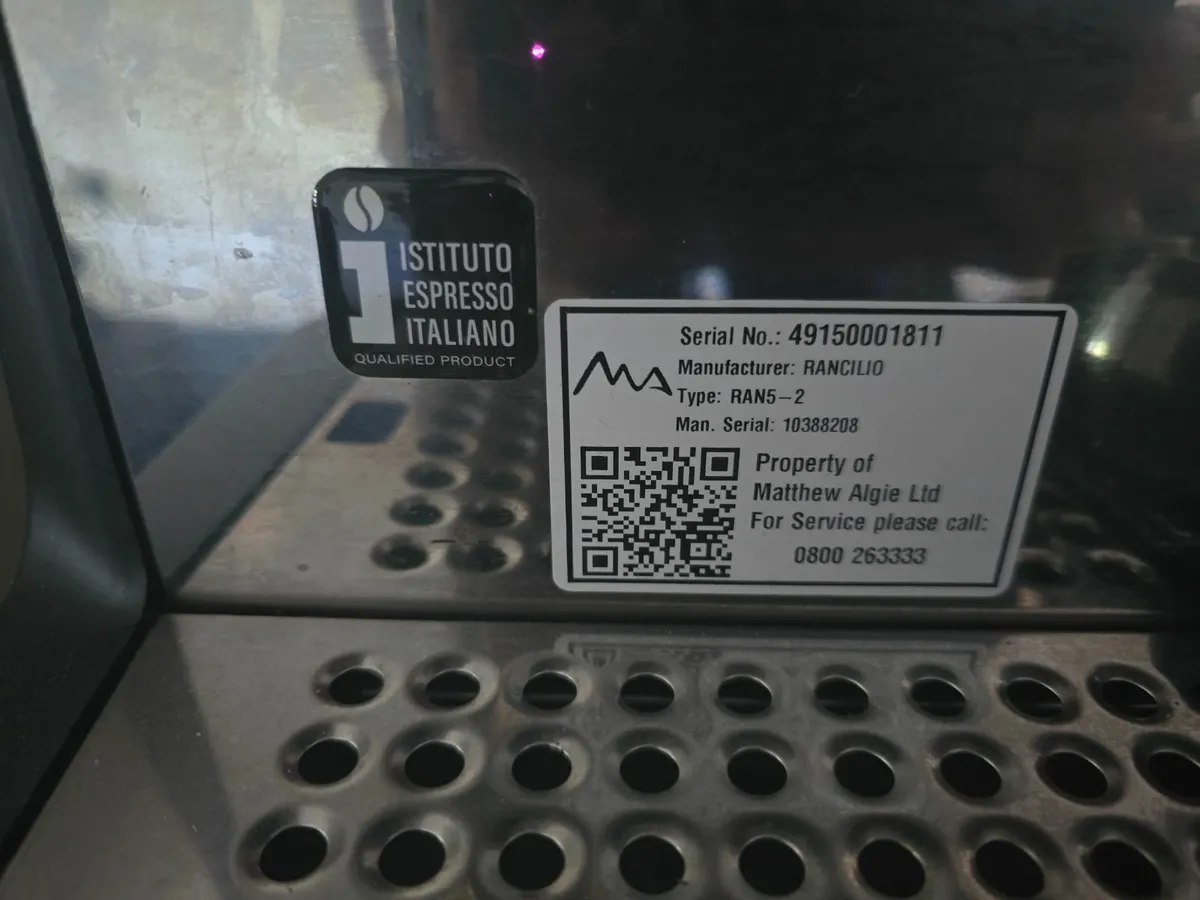 ISTITUTO
ESPRESSO
ITALIANO
QUALIFIED PRODUCT
Serial No.: 49150001811
Manufacturer: RANCILIO
Type: RAN5-2
Man. Serial: 10388208
Property of
Matthew Algie Ltd
For Service please call:
0800 263333